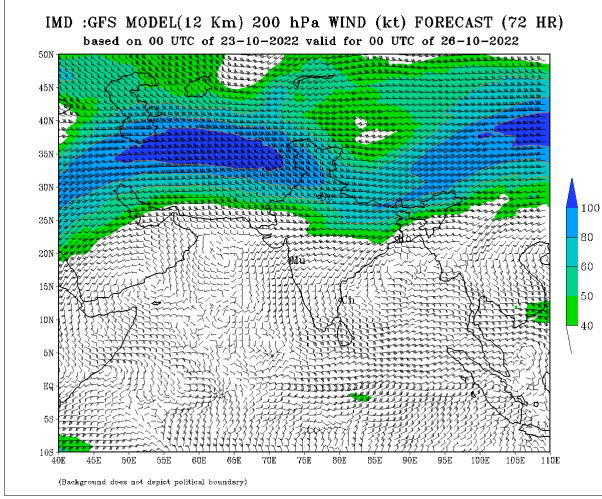 IMD :GFS MODEL(12 Km) 200 hPa WIND (kt) FORECAST (72 HR)
based on 00 UTC of 23-10-2022 valid for 00 UTC of 26-10-2022
50N
45N
40N
35N
30N
25N
20N
15N
10N
5N
EQ
5S
10S
Mu
Ch
100
80
60
50
40
40E 45E 50E 55E 60E 65E 70E 75E 80E 85E 90E 95E 100E 105E 110E
(Background does not depict political boundary)